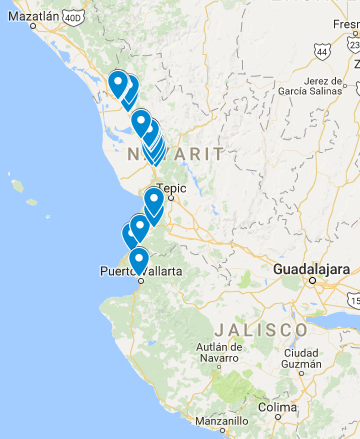 Mazatlán
40D
Fresn
44
Z
Jerez de
García Salinas
NAYARIT
Tepic
Puerto Vallarta
Guadalajara
15
JALISCO
Autlán de
Navarro
Ciudad
Guzmán
Colima
Manzanillo